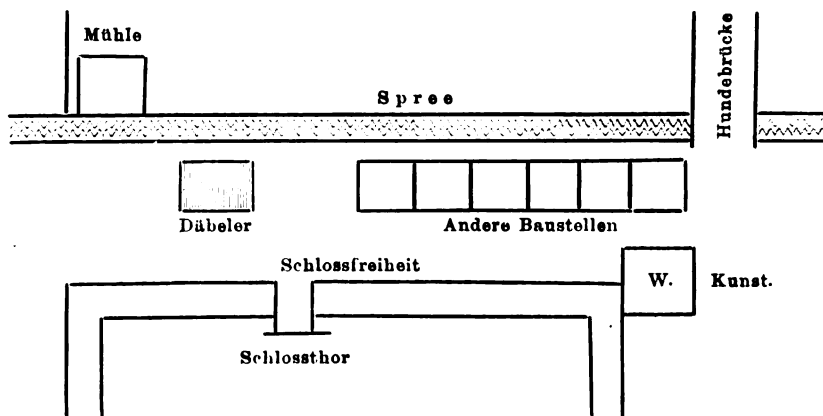 Mühle
Spree
Hundebrücke
Däbeler
Andere Baustellen
Schlossfreiheit
W. Kunst.
Schlossthor